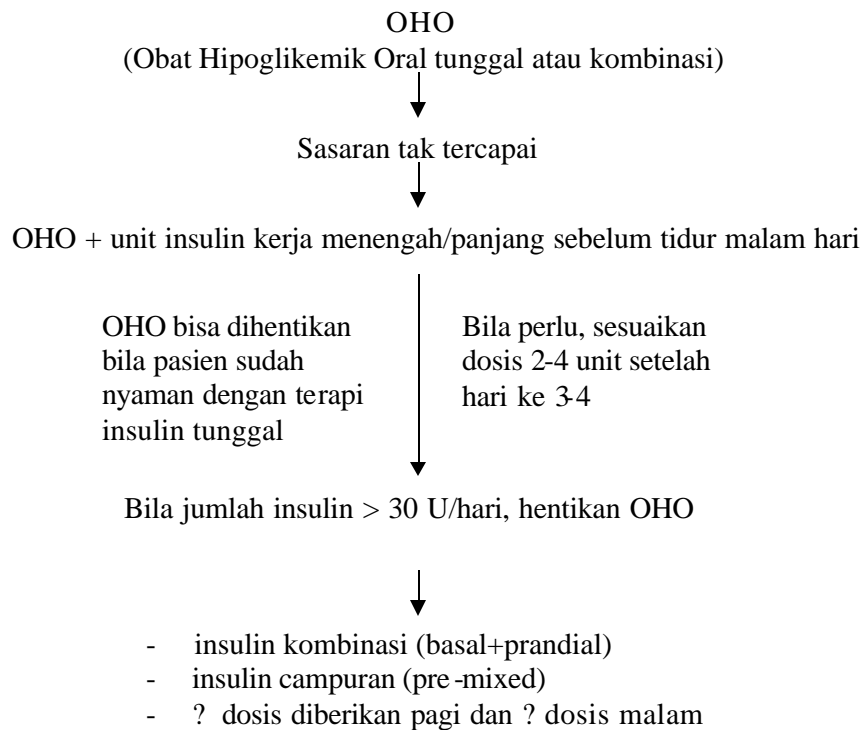 OHO
(Obat Hipoglikemik Oral tunggal atau kombinasi)
Sasaran tak tercapai
OHO + unit insulin kerja menengah/panjang sebelum tidur malam hari
OHO bisa dihentikan
bila pasien sudah
nyaman dengan terapi
insulin tunggal
Bila perlu, sesuaikan
dosis 2-4 unit setelah
hari ke 3-4
Bila jumlah insulin > 30 U/hari, hentikan OHO
- insulin kombinasi (basal+prandial)
- insulin campuran (pre-mixed)
- ? dosis diberikan pagi dan ? dosis malam